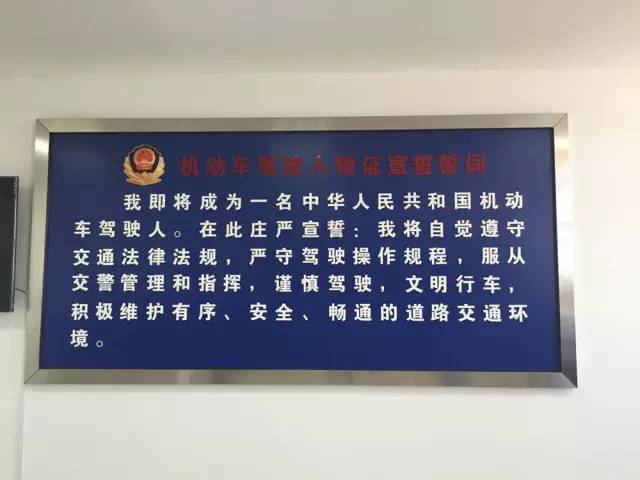 机动车驾驶人领证宣誓誓词
我即将成为一名中华人民共和国机动
车驾驶人。在此庄严宣誓：我将自觉遵守
交通法律法规，严守驾驶操作规程，服从
交警管理和指挥，谨慎驾驶，文明行车，
积极维护有序、安全、畅通的道路交通环
境。